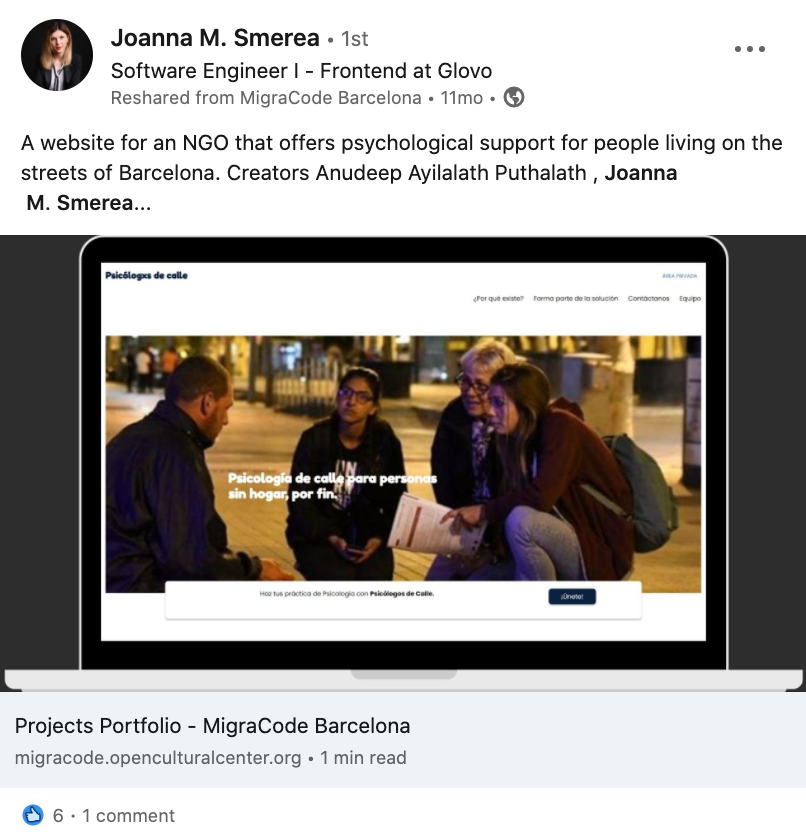 Joanna M. Smerea • 1st
Software Engineer I - Frontend at Glovo
Reshared from MigraCode Barcelona • 11mo •
A website for an NGO that offers psychological support for people living on the
streets of Barcelona. Creators Anudeep Ayilalath Puthalath , Joanna
M. Smerea...
Psicólogxs de calle
ÁREA PRIVADA
¿Por qué existe? Forma parte de la solución Contáctanos Equipo
Psicología de calle para personas
sin hogar, por fin.
Haz tus práctica de Psicología con Psicólogos de Calle.
¡Únete!
Projects Portfolio - MigraCode Barcelona
migracode.openculturalcenter.org • 1 min read
6 · 1 comment